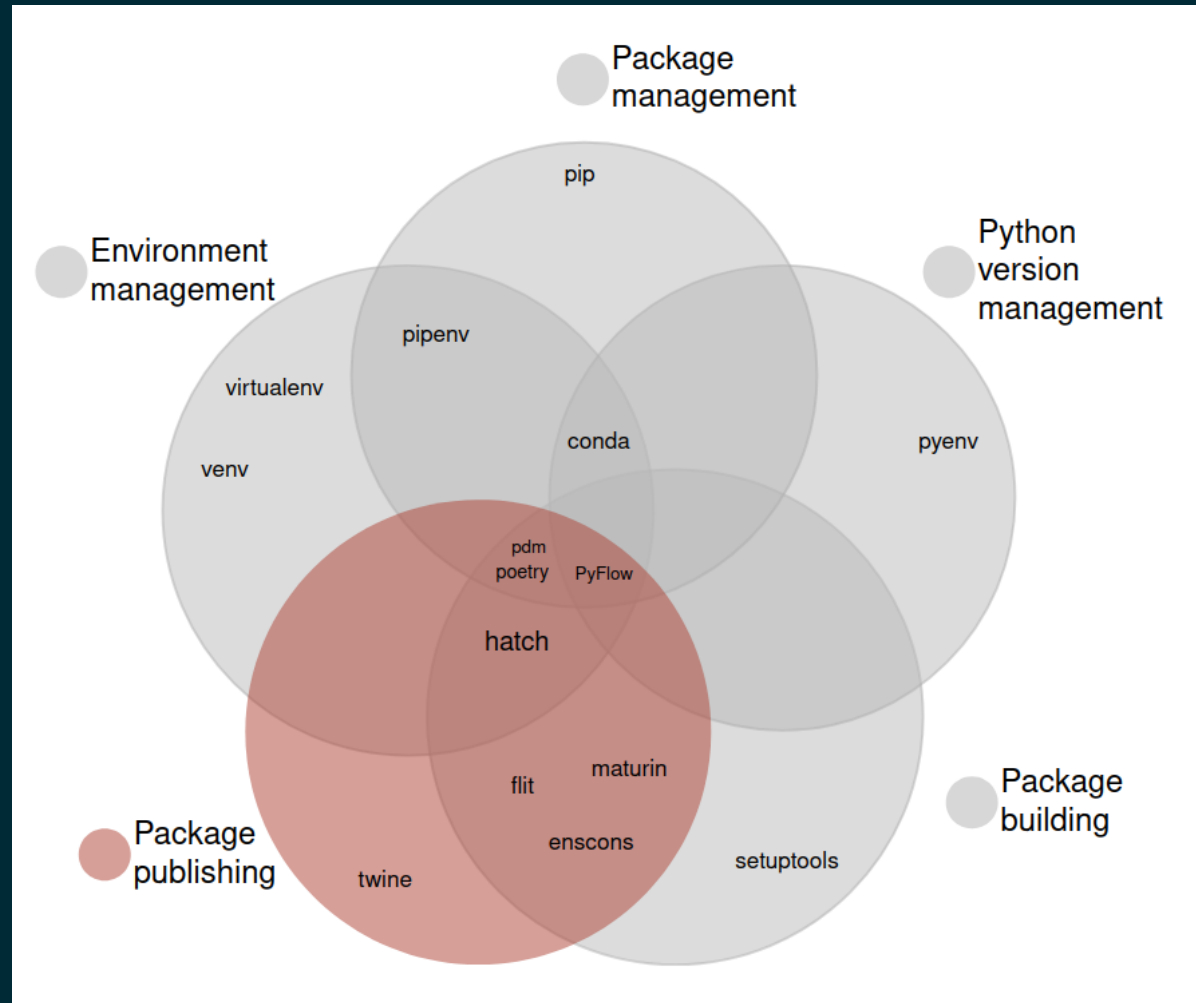 Package
management
pip
Environment
management
Python
version
management
pipenv
virtualenv
conda
pyenv
venv
pdm
poetry
PyFlow
hatch
flit
maturin
enscons
setuptools
Package
building
Package
publishing
twine